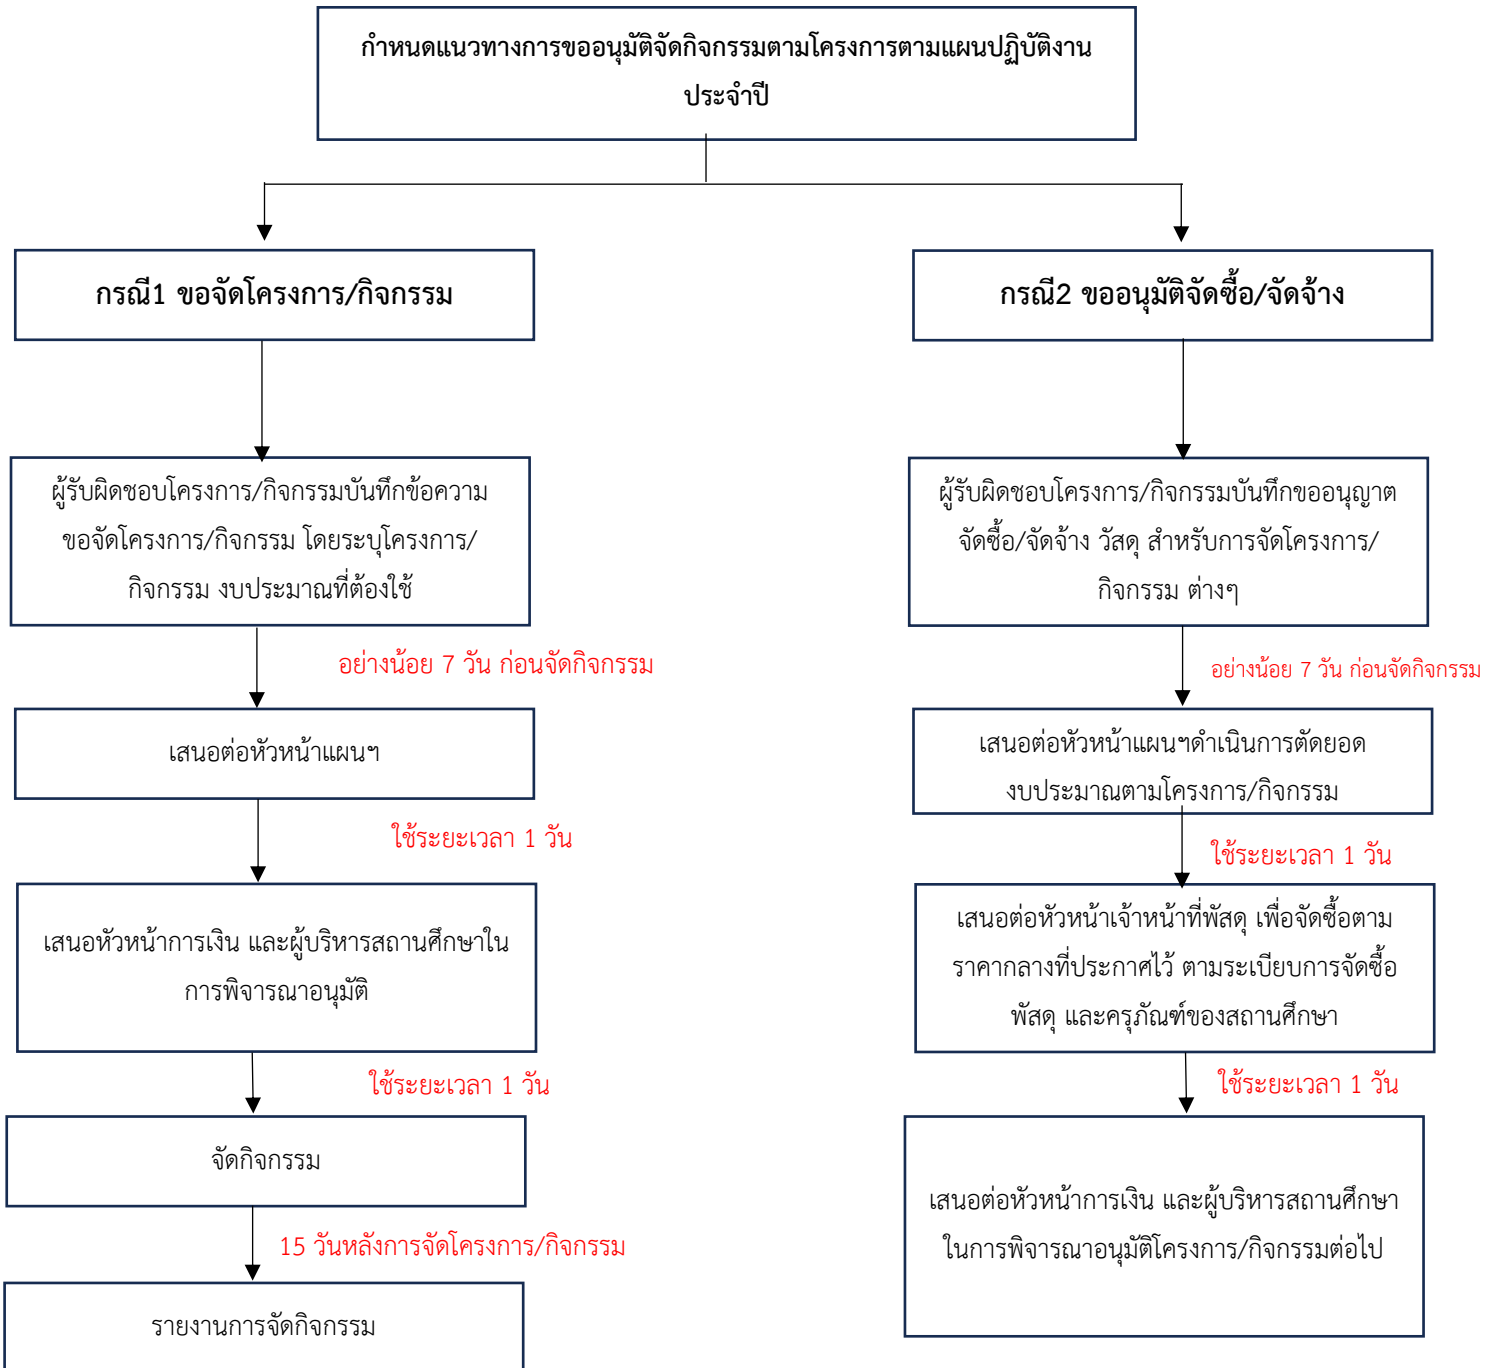 กำหนดแนวทางการขออนุมัติจัดกิจกรรมตามโครงการตามแผนปฏิบัติงาน
ประจำปี
กรณี1 ขอจัดโครงการ/กิจกรรม
ผู้รับผิดชอบโครงการ/กิจกรรมบันทึกข้อความ
ขอจัดโครงการ/กิจกรรม โดยระบุโครงการ/
กิจกรรม งบประมาณที่ต้องใช้
อย่างน้อย 7 วัน ก่อนจัดกิจกรรม
เสนอต่อหัวหน้าแผนฯ
ใช้ระยะเวลา 1 วัน
เสนอหัวหน้าการเงิน และผู้บริหารสถานศึกษาใน
การพิจารณาอนุมัติ
ใช้ระยะเวลา 1 วัน
จัดกิจกรรม
15 วันหลังการจัดโครงการ/กิจกรรม
รายงานการจัดกิจกรรม
กรณี2 ขออนุมัติจัดซื้อ/จัดจ้าง
ผู้รับผิดชอบโครงการ/กิจกรรมบันทึกขออนุญาต
จัดซื้อ/จัดจ้าง วัสดุ สำหรับการจัดโครงการ/
กิจกรรม ต่างๆ
อย่างน้อย 7 วัน ก่อนจัดกิจกรรม
เสนอต่อหัวหน้าแผนฯดำเนินการตัดยอด
งบประมาณตามโครงการ/กิจกรรม
ใช้ระยะเวลา 1 วัน
เสนอต่อหัวหน้าเจ้าหน้าที่พัสดุ เพื่อจัดซื้อตาม
ราคากลางที่ประกาศไว้ ตามระเบียบการจัดซื้อ
พัสดุ และครุภัณฑ์ของสถานศึกษา
ใช้ระยะเวลา 1 วัน
เสนอต่อหัวหน้าการเงิน และผู้บริหารสถานศึกษา
ในการพิจารณาอนุมัติโครงการ/กิจกรรมต่อไป